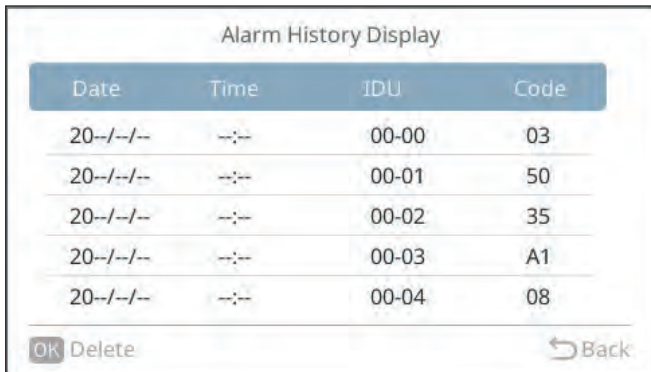 Alarm History Display
Date Time IDU Code
20--/--/-- --:-- 00-00 03
20--/--/-- --:-- 00-01 50
20--/--/-- --:-- 00-02 35
20--/--/-- --:-- 00-03 A1
20--/--/-- --:-- 00-04 08
OK Delete Back